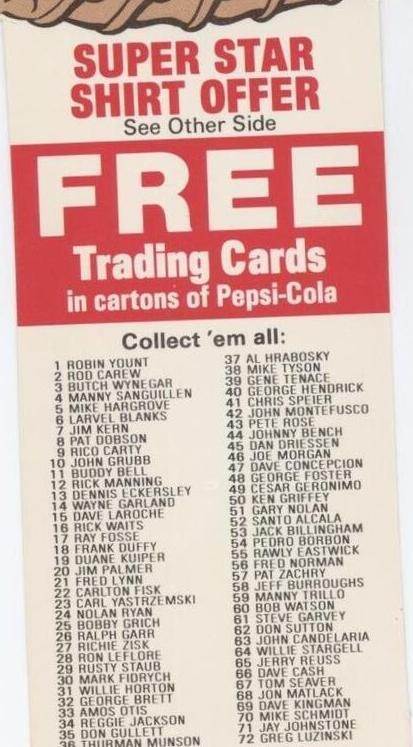 SUPER STAR
SHIRT OFFER
See Other Side
FREE
Trading Cards
in cartons of Pepsi-Cola
Collect 'em all:
1 ROBIN YOUNT
2 ROD CAREW
3 BUTCH WYNEGAR
4 MANNY SANGUILLEN
5 MIKE HARGROVE
6 LARVEL BLANKS
7 JIM KERN
8 PAT DOBSON
9 RICO CARTY
10 JOHN GRUBB
11 BUDDY BELL
12 RICK MANNING
13 DENNIS ECKERSLEY
14 WAYNE GARLAND
15 DAVE LAROCHE
16 RICK WAITS
17 RAY FOSSE
18 FRANK DUFFY
19 DUANE KUIPER
20 JIM PALMER
21 FRED LYNN
22 CARLTON FISK
23 CARL YASTRZEMSKI
24 NOLAN RYAN
25 BOBBY GRICH
26 RALPH GARR
27 RICHIE ZISK
28 RON LEFLORE
29 RUSTY STAUB
30 MARK FIDRYCH
31 WILLIE HORTON
32 GEORGE BRETT
33 AMOS OTIS
34 REGGIE JACKSON
35 DON GULLETT
36 THURMAN MUNSON
37 AL HRABOSKY
38 MIKE TYSON
39 GENE TENACE
40 GEORGE HENDRICK
41 CHRIS SPEIER
42 JOHN MONTEFUSCO
43 PETE ROSE
44 JOHNNY BENCH
45 DAN DRIESSEN
46 JOE MORGAN
47 DAVE CONCEPCION
48 GEORGE FOSTER
49 CESAR GERONIMO
50 KEN GRIFFEY
51 GARY NOLAN
52 SANTO ALCALA
53 JACK BILLINGHAM
54 PEDRO BORBON
55 RAWLY EASTWICK
56 FRED NORMAN
57 PAT ZACHRY
58 JEFF BURROUGHS
59 MANNY TRILLO
60 BOB WATSON
61 STEVE GARVEY
62 DON SUTTON
63 JOHN CANDELARIA
64 WILLIE STARGELL
65 JERRY REUSS
66 DAVE CASH
67 TOM SEAVER
68 JON MATLACK
69 DAVE KINGMAN
70 MIKE SCHMIDT
71 JAY JOHNSTONE
72 GREG LUZINSKI